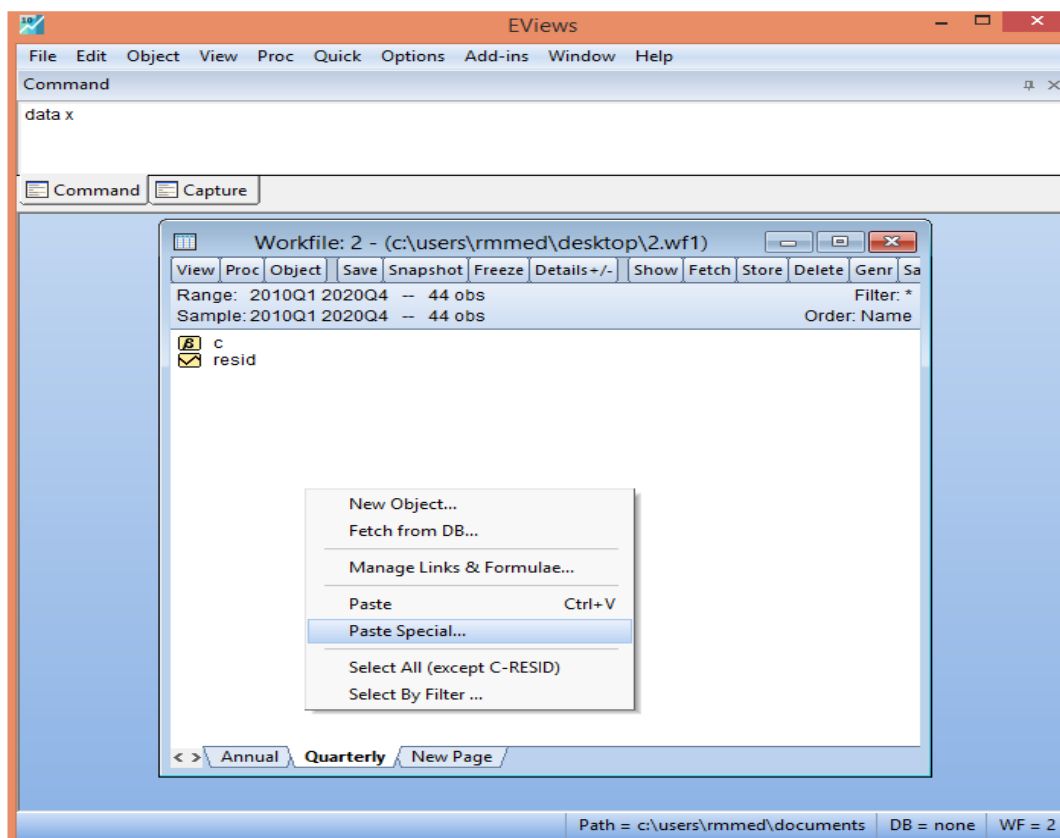 EViews
File Edit Object View Proc Quick Options Add-ins Window Help
Command
data x
Command Capture
Workfile: 2 - (c:\users\rmmed\desktop\2.wf1)
View Proc Object Save Snapshot Freeze Details+/- Show Fetch Store Delete Genr Sa
Range: 2010Q1 2020Q4 -- 44 obs Filter: *
Sample: 2010Q1 2020Q4 -- 44 obs Order: Name
c
resid
New Object...
Fetch from DB...
Manage Links & Formulae...
Paste Ctrl+V
Paste Special...
Select All (except C-RESID)
Select By Filter ...
< > Annual Quarterly New Page
Path = c:\users\rmmed\documents DB = none WF = 2